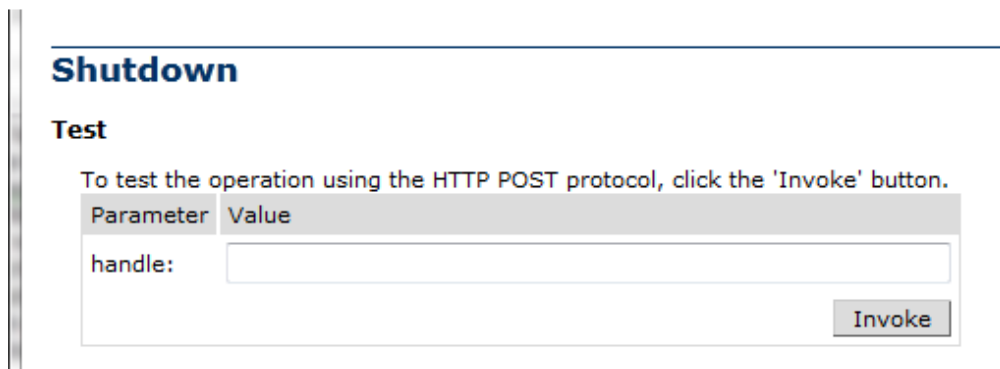 Shutdown
Test
To test the operation using the HTTP POST protocol, click the 'Invoke' button.
Parameter Value
handle:
Invoke